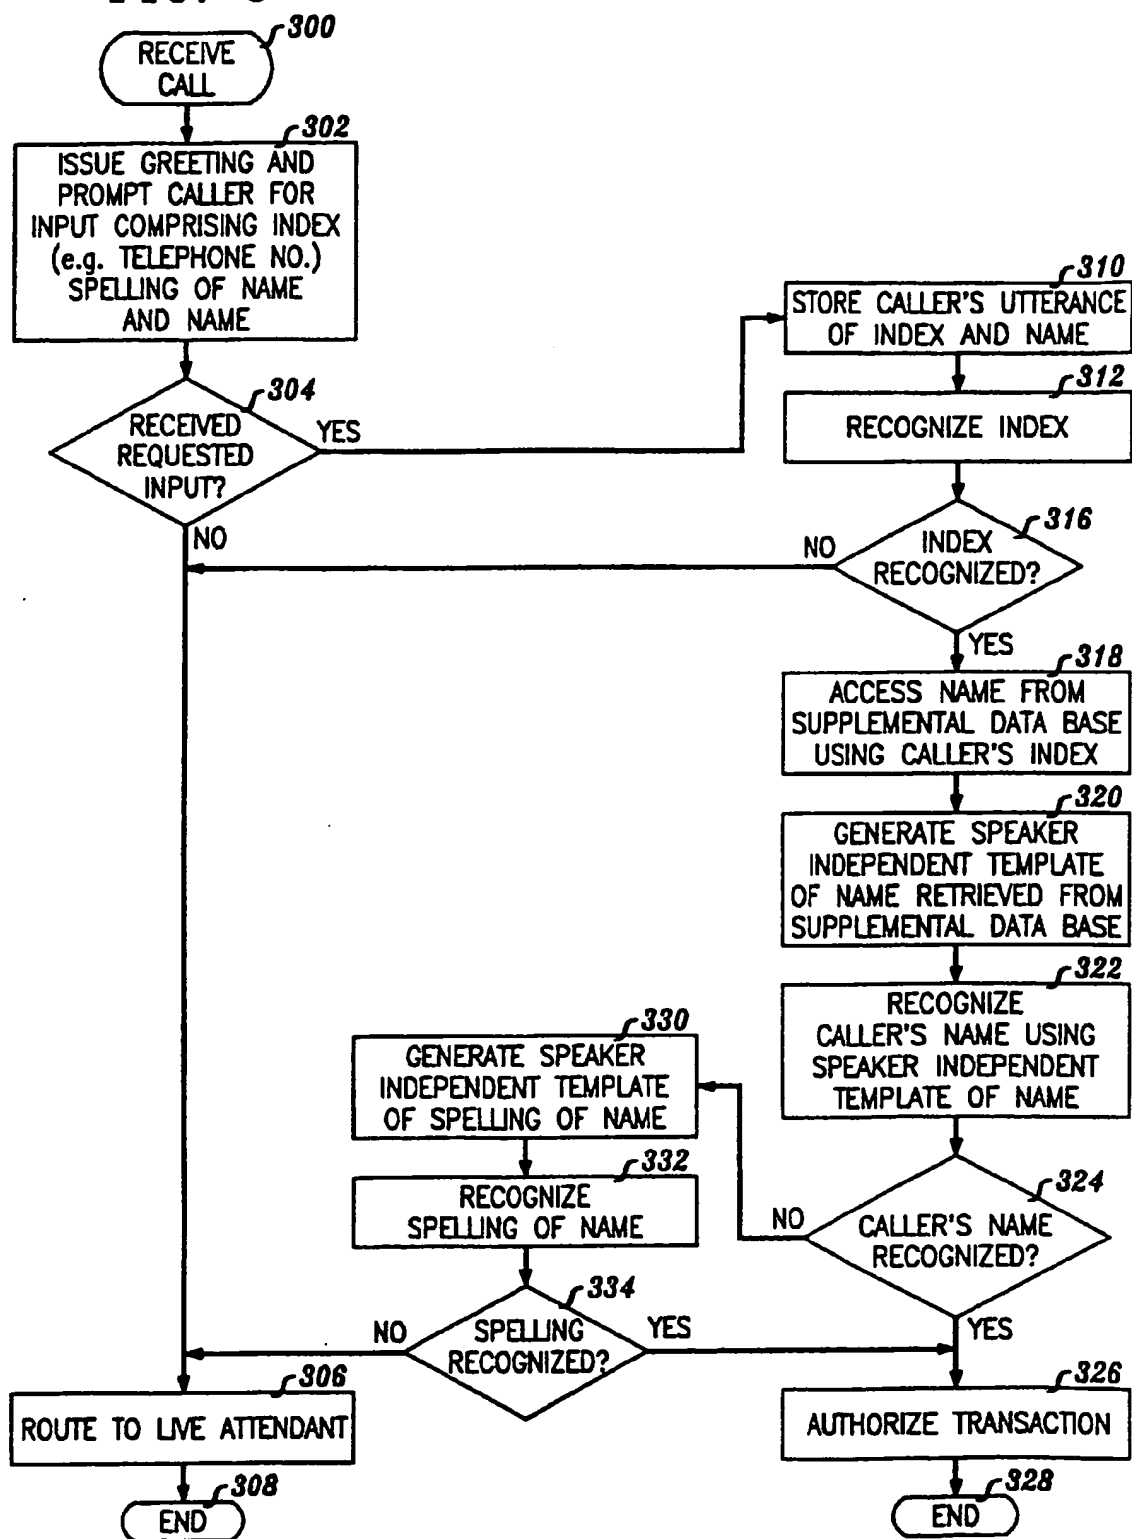 300
RECEIVE
CALL
302
ISSUE GREETING AND
PROMPT CALLER FOR
INPUT COMPRISING INDEX
(e.g. TELEPHONE NO.)
SPELLING OF NAME
AND NAME
304
RECEIVED
REQUESTED
INPUT?
YES
NO
310
STORE CALLER'S UTTERANCE
OF INDEX AND NAME
312
RECOGNIZE INDEX
316
INDEX
RECOGNIZED?
NO
YES
318
ACCESS NAME FROM
SUPPLEMENTAL DATA BASE
USING CALLER'S INDEX
320
GENERATE SPEAKER
INDEPENDENT TEMPLATE
OF NAME RETRIEVED FROM
SUPPLEMENTAL DATA BASE
322
RECOGNIZE
CALLER'S NAME USING
SPEAKER INDEPENDENT
TEMPLATE OF NAME
324
CALLER'S NAME
RECOGNIZED?
NO
YES
330
GENERATE SPEAKER
INDEPENDENT TEMPLATE
OF SPELLING OF NAME
332
RECOGNIZE
SPELLING OF NAME
334
SPELLING
RECOGNIZED?
NO
YES
306
ROUTE TO LIVE ATTENDANT
308
END
326
AUTHORIZE TRANSACTION
328
END